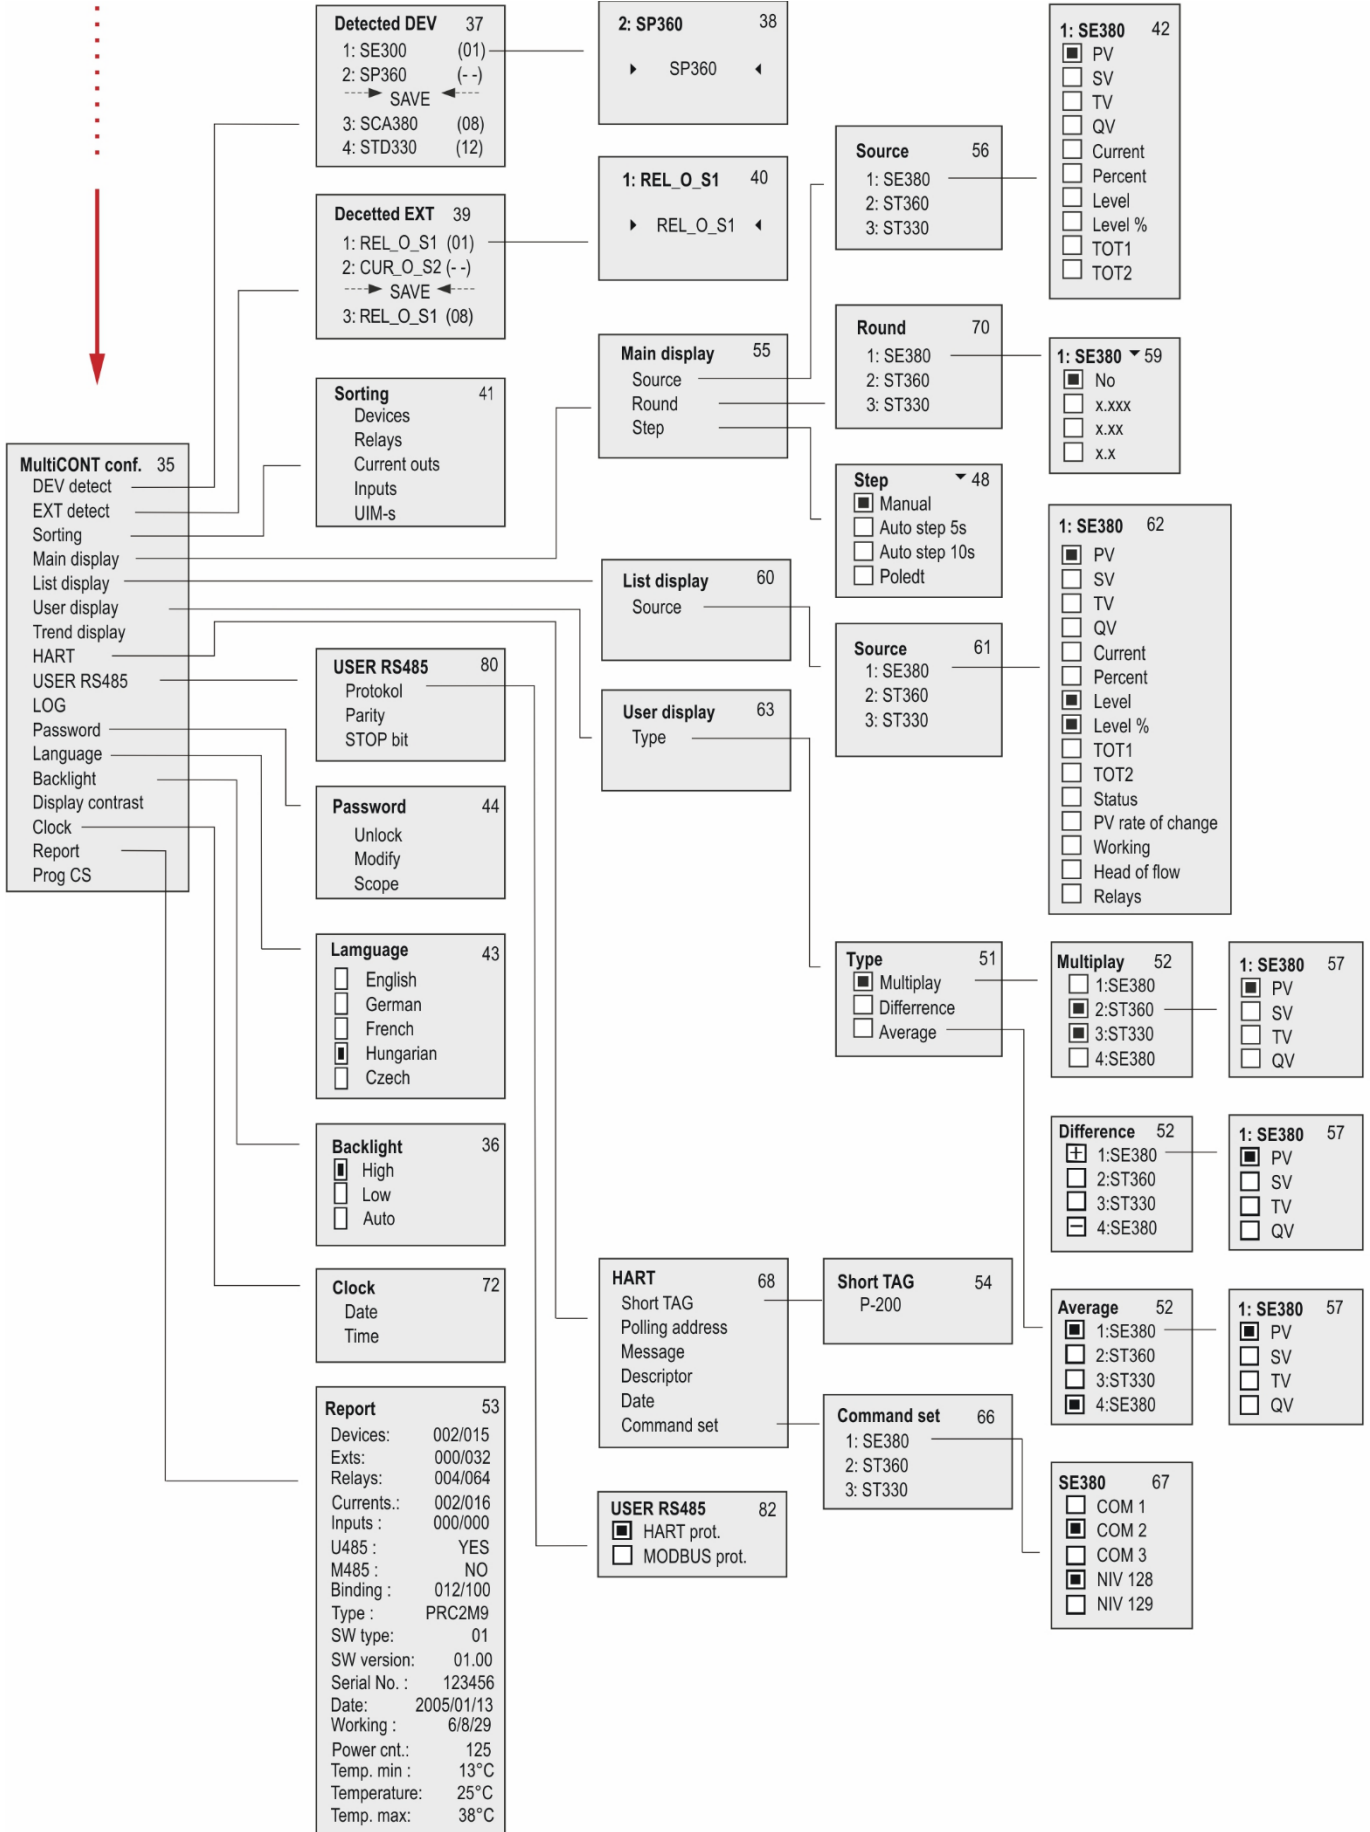 Detected DEV 37
1: SE300 (01)
2: SP360 (- -)
SAVE
3: SCA380 (08)
4: STD330 (12)
2: SP360 38
SP360
1: SE380 42
PV
SV
TV
QV
Current
Percent
Level
Level %
TOT1
TOT2
Decetted EXT 39
1: REL_O_S1 (01)
2: CUR_O_S2 (- -)
SAVE
3: REL_O_S1 (08)
1: REL_O_S1 40
REL_O_S1
Source 56
1: SE380
2: ST360
3: ST330
Sorting 41
Devices
Relays
Current outs
Inputs
UIM-s
Main display 55
Source
Round
Step
Round 70
1: SE380
2: ST360
3: ST330
1: SE380 59
No
x.xxx
x.xx
x.x
MultiCONT conf. 35
DEV detect
EXT detect
Sorting
Main display
List display
User display
Trend display
HART
USER RS485
LOG
Password
Language
Backlight
Display contrast
Clock
Report
Prog CS
Step 48
Manual
Auto step 5s
Auto step 10s
Poledt
List display 60
Source
Source 61
1: SE380
2: ST360
3: ST330
1: SE380 62
PV
SV
TV
QV
Current
Percent
Level
Level %
TOT1
TOT2
Status
PV rate of change
Working
Head of flow
Relays
USER RS485 80
Protokol
Parity
STOP bit
User display 63
Type
Password 44
Unlock
Modify
Scope
Lamguage 43
English
German
French
Hungarian
Czech
Type 51
Multiplay
Differrence
Average
Multiplay 52
1:SE380
2:ST360
3:ST330
4:SE380
1: SE380 57
PV
SV
TV
QV
Backlight 36
High
Low
Auto
Difference 52
1:SE380
2:ST360
3:ST330
4:SE380
1: SE380 57
PV
SV
TV
QV
Clock 72
Date
Time
HART 68
Short TAG
Polling address
Message
Descriptor
Date
Command set
Short TAG 54
P-200
Average 52
1:SE380
2:ST360
3:ST330
4:SE380
1: SE380 57
PV
SV
TV
QV
Report 53
Devices: 002/015
Exts: 000/032
Relays: 004/064
Currents.: 002/016
Inputs : 000/000
U485 : YES
M485 : NO
Binding : 012/100
Type : PRC2M9
SW type: 01
SW version: 01.00
Serial No. : 123456
Date: 2005/01/13
Working : 6/8/29
Power cnt.: 125
Temp. min : 13°C
Temperature: 25°C
Temp. max: 38°C
Command set 66
1: SE380
2: ST360
3: ST330
USER RS485 82
HART prot.
MODBUS prot.
SE380 67
COM 1
COM 2
COM 3
NIV 128
NIV 129